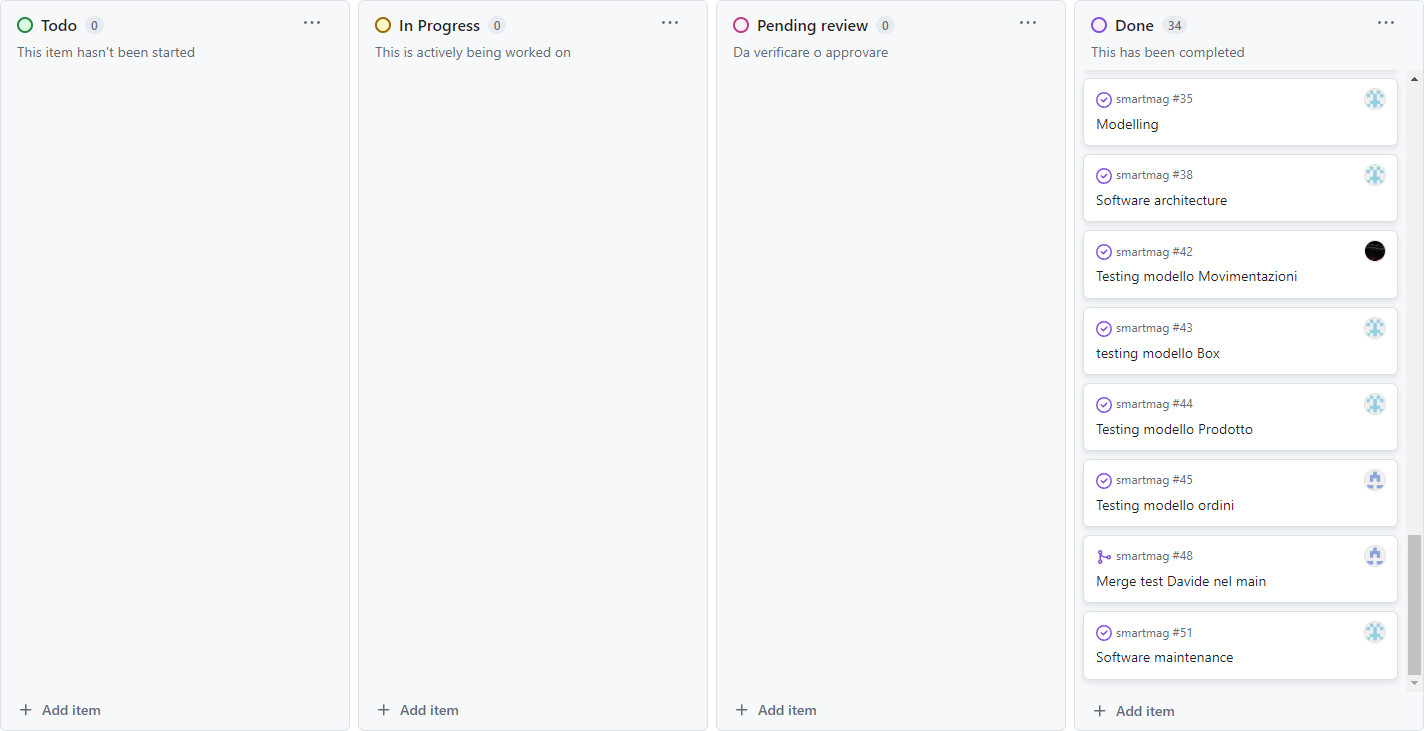 Todo 0
This item hasn't been started
Add item
In Progress 0
This is actively being worked on
Add item
Pending review 0
Da verificare o approvare
Add item
Done 34
This has been completed
smartmag #35
Modelling
smartmag #38
Software architecture
smartmag #42
Testing modello Movimentazioni
smartmag #43
testing modello Box
smartmag #44
Testing modello Prodotto
smartmag #45
Testing modello ordini
smartmag #48
Merge test Davide nel main
smartmag #51
Software maintenance
Add item